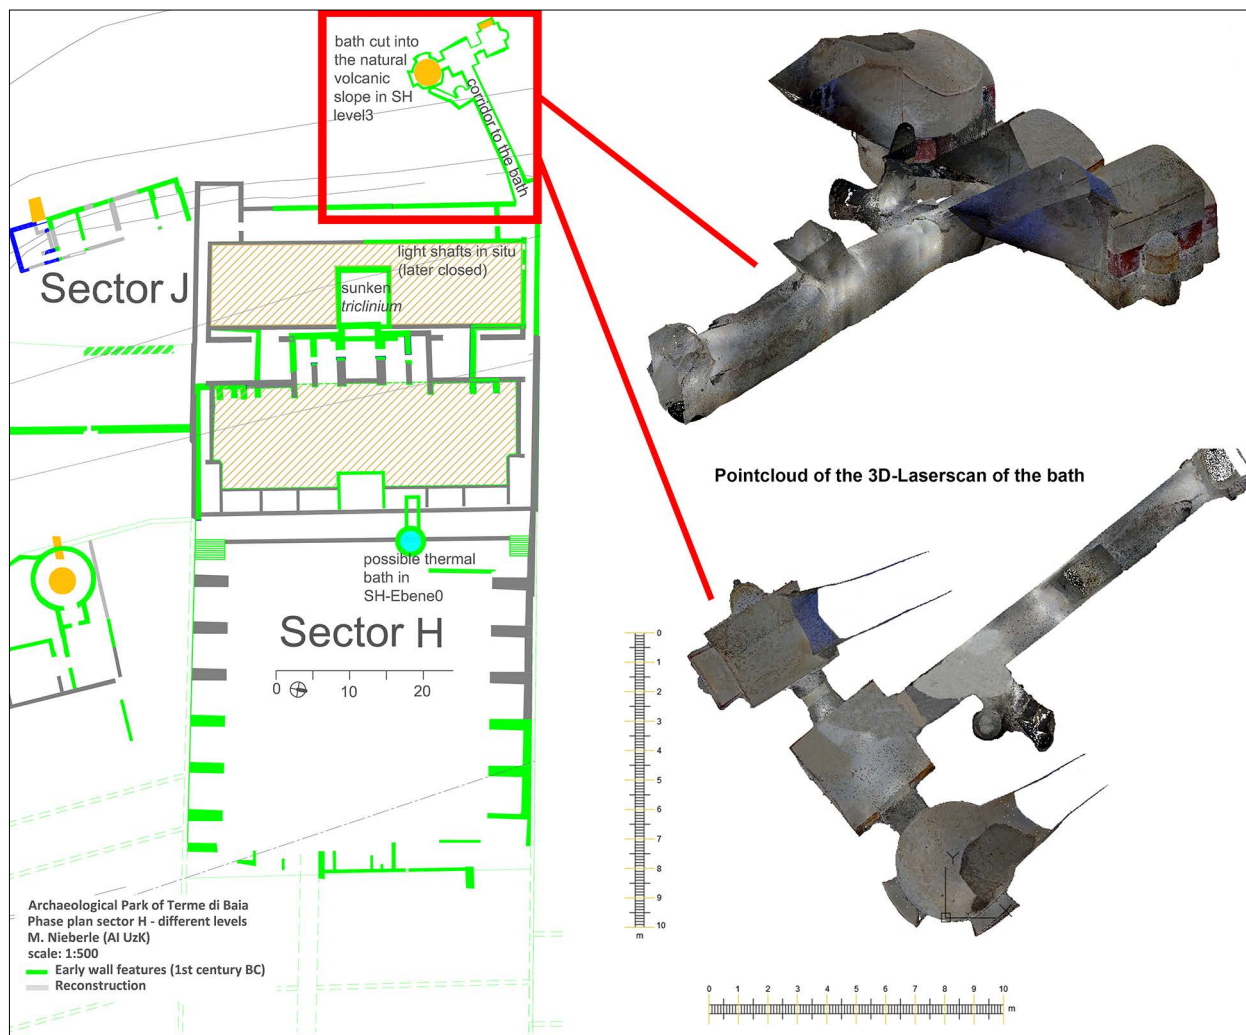 bath cut into
the natural
volcanic
slope in SH
level3
corridor to the bath
light shafts in situ
(later closed)
Sector J
sunken
triclinium
Pointcloud of the 3D-Laserscan of the bath
possible thermal
bath in
SH-Ebene0
Sector H
0 10 20
0
1
2
3
4
5
6
7
8
9
10
m
Y
Archaeological Park of Terme di Baia
Phase plan sector H - different levels
M. Nieberle (AI UzK)
scale: 1:500
Early wall features (1st century BC)
Reconstruction
0 1 2 3 4 5 6 7 8 9 10 m